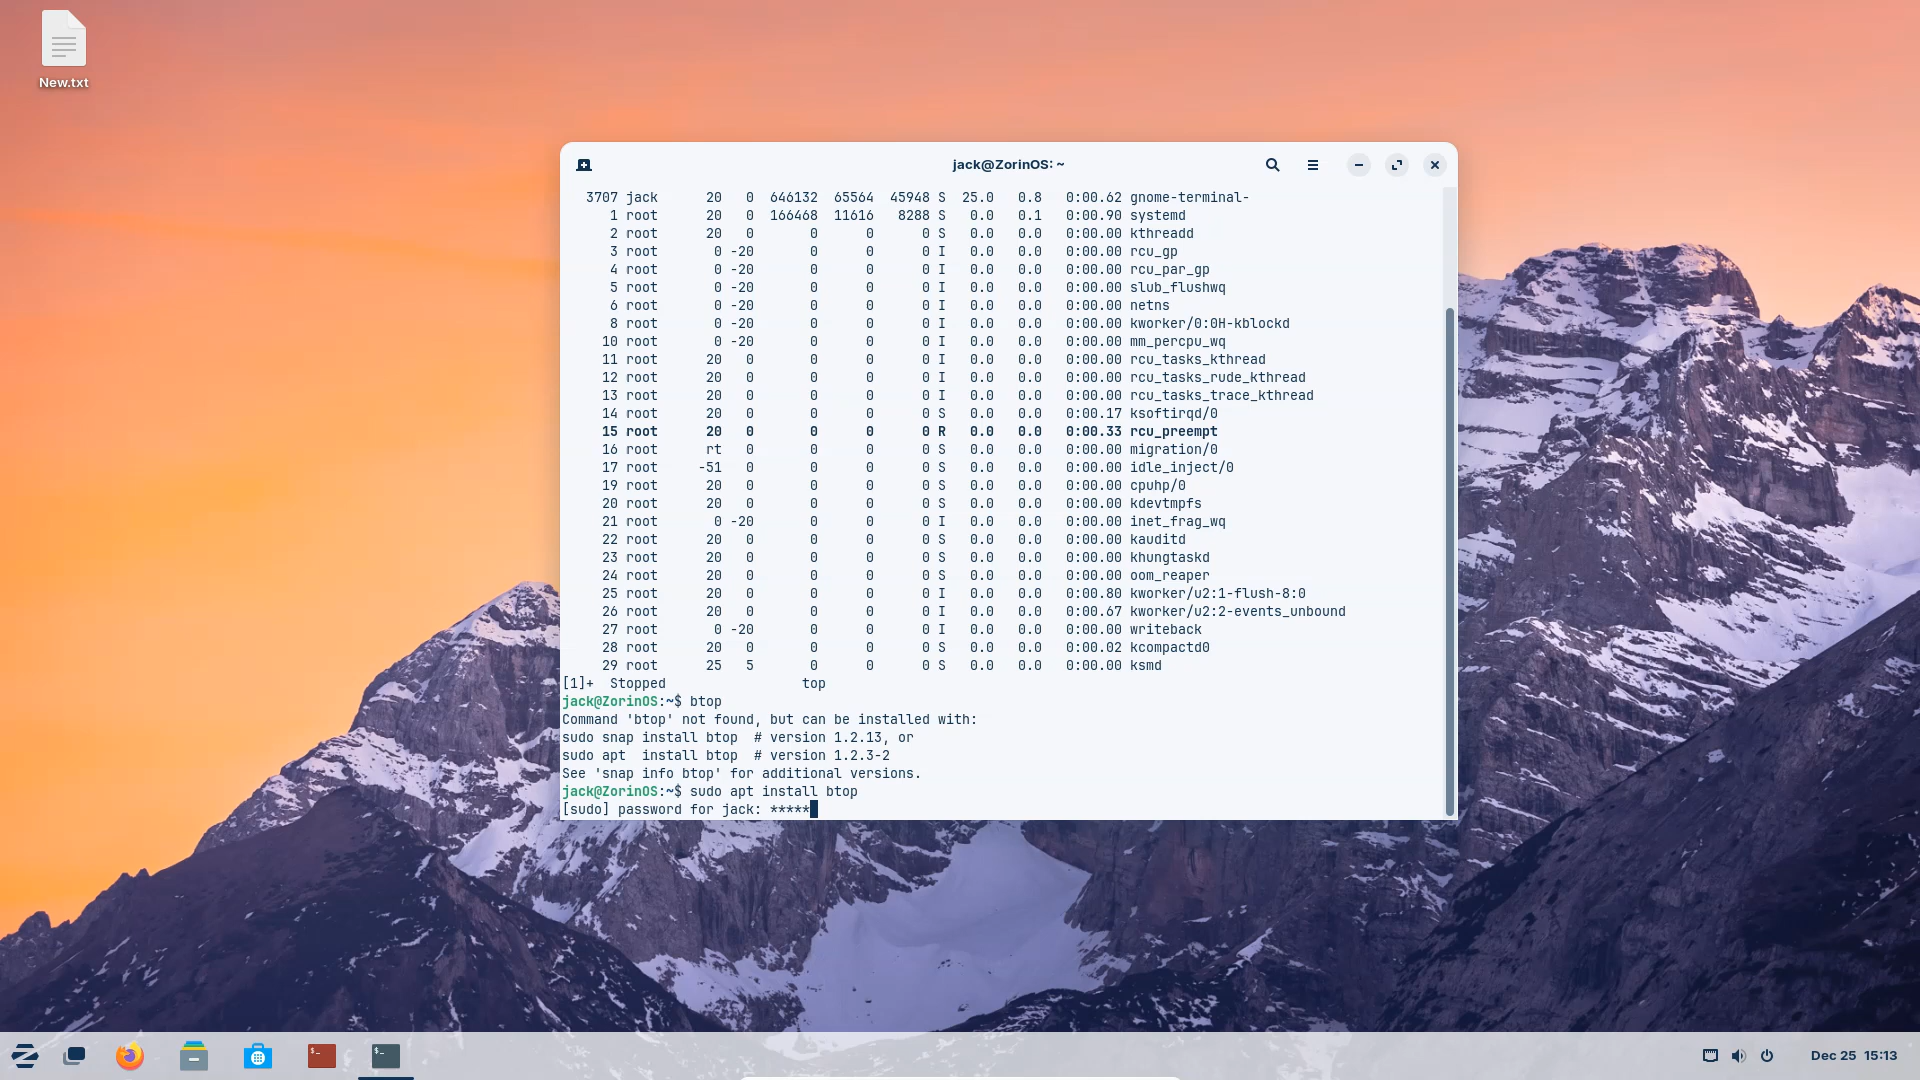 New.txt
jack@ZorinOS: ~
3707 jack 20 0 646132 65564 45948 S 25.0 0.8 0:00.62 gnome-terminal-
1 root 20 0 166468 11616 8288 S 0.0 0.1 0:00.90 systemd
2 root 20 0 0 0 0 S 0.0 0.0 0:00.00 kthreadd
3 root 0 -20 0 0 0 I 0.0 0.0 0:00.00 rcu_gp
4 root 0 -20 0 0 0 I 0.0 0.0 0:00.00 rcu_par_gp
5 root 0 -20 0 0 0 I 0.0 0.0 0:00.00 slub_flushwq
6 root 0 -20 0 0 0 I 0.0 0.0 0:00.00 netns
8 root 0 -20 0 0 0 I 0.0 0.0 0:00.00 kworker/0:0H-kblockd
10 root 0 -20 0 0 0 I 0.0 0.0 0:00.00 mm_percpu_wq
11 root 20 0 0 0 0 I 0.0 0.0 0:00.00 rcu_tasks_kthread
12 root 20 0 0 0 0 I 0.0 0.0 0:00.00 rcu_tasks_rude_kthread
13 root 20 0 0 0 0 I 0.0 0.0 0:00.00 rcu_tasks_trace_kthread
14 root 20 0 0 0 0 S 0.0 0.0 0:00.17 ksoftirqd/0
15 root 20 0 0 0 0 R 0.0 0.0 0:00.33 rcu_preempt
16 root rt 0 0 0 0 S 0.0 0.0 0:00.00 migration/0
17 root -51 0 0 0 0 S 0.0 0.0 0:00.00 idle_inject/0
19 root 20 0 0 0 0 S 0.0 0.0 0:00.00 cpuhp/0
20 root 20 0 0 0 0 S 0.0 0.0 0:00.00 kdevtmpfs
21 root 0 -20 0 0 0 I 0.0 0.0 0:00.00 inet_frag_wq
22 root 20 0 0 0 0 S 0.0 0.0 0:00.00 kauditd
23 root 20 0 0 0 0 S 0.0 0.0 0:00.00 khungtaskd
24 root 20 0 0 0 0 S 0.0 0.0 0:00.00 oom_reaper
25 root 20 0 0 0 0 I 0.0 0.0 0:00.80 kworker/u2:1-flush-8:0
26 root 20 0 0 0 0 I 0.0 0.0 0:00.67 kworker/u2:2-events_unbound
27 root 0 -20 0 0 0 I 0.0 0.0 0:00.00 writeback
28 root 20 0 0 0 0 S 0.0 0.0 0:00.02 kcompactd0
29 root 25 5 0 0 0 S 0.0 0.0 0:00.00 ksmd
[1]+ Stopped top
jack@ZorinOS:~$ btop
Command 'btop' not found, but can be installed with:
sudo snap install btop # version 1.2.13, or
sudo apt install btop # version 1.2.3-2
See 'snap info btop' for additional versions.
jack@ZorinOS:~$ sudo apt install btop
[sudo] password for jack: *****
$_
$_
Dec 25 15:13